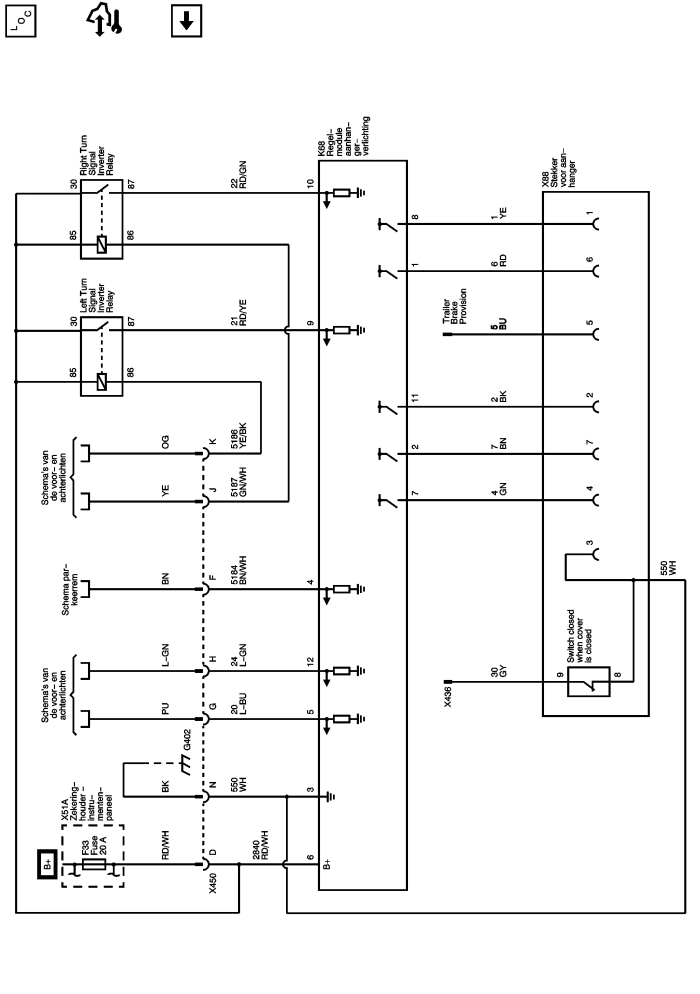 LOC
B+
X51A
Zekering-
houder -
instru-
menten-
paneel
F33
Fuse
20 A
RD/WH
D
X450
2840
RD/WH
6
B+
BK
G402
N
550
WH
3
Schema's van
de voor- en
achterlichten
PU
G
20
L-BU
5
L-GN
H
24
L-GN
12
Schema par-
keerrem
BN
F
5184
BN/WH
4
Schema's van
de voor- en
achterlichten
YE
J
5187
GN/WH
OG
K
5186
YE/BK
Left Turn
Signal
Inverter
Relay
85
30
86
87
21
RD/YE
9
Right Turn
Signal
Inverter
Relay
85
30
86
87
22
RD/GN
10
K68
Regel-
module
aanhan-
ger-
verlichting
7
4
GN
4
2
7
BN
7
11
2
BK
2
Trailer
Brake
Provision
5
BU
5
1
6
RD
6
8
1
YE
1
X88
Stekker
voor aan-
hanger
X436
30
GY
9
Switch closed
when cover
is closed
8
3
550
WH